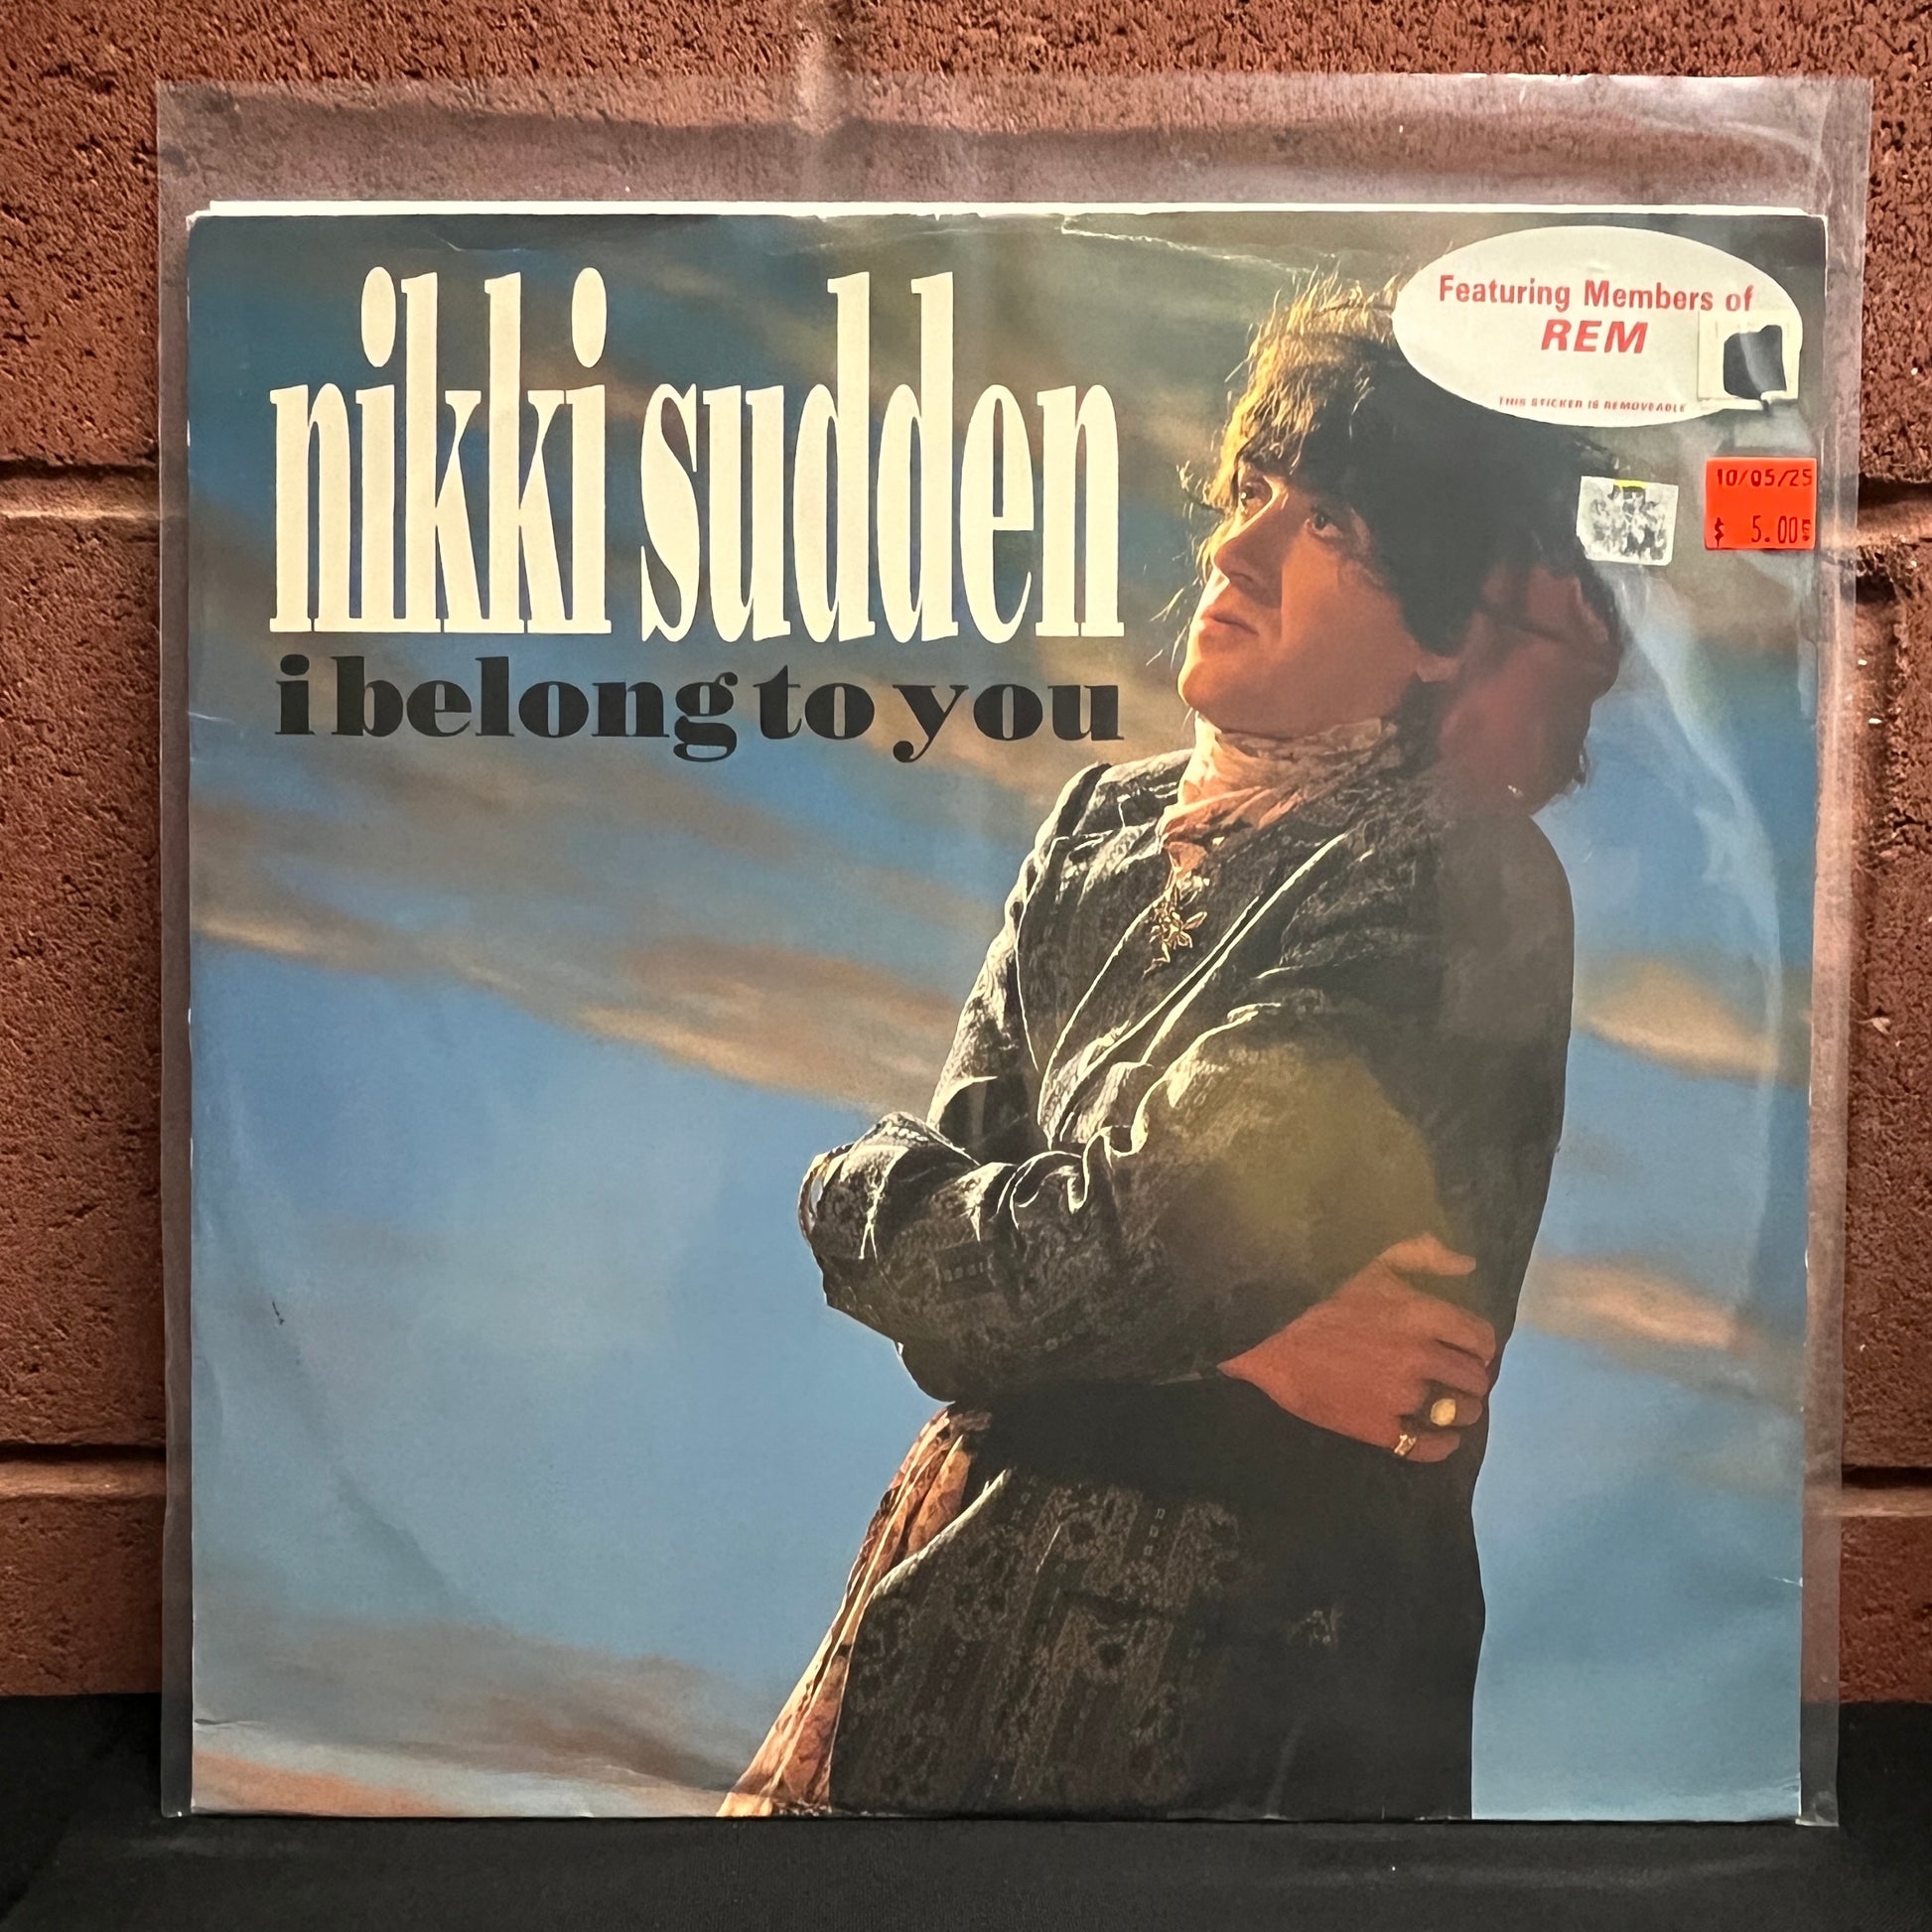 nikki sudden
i belong to you
Featuring Members of
REM
THIS STICKER IS REMOVEABLE
10/05/25
$ 5.00